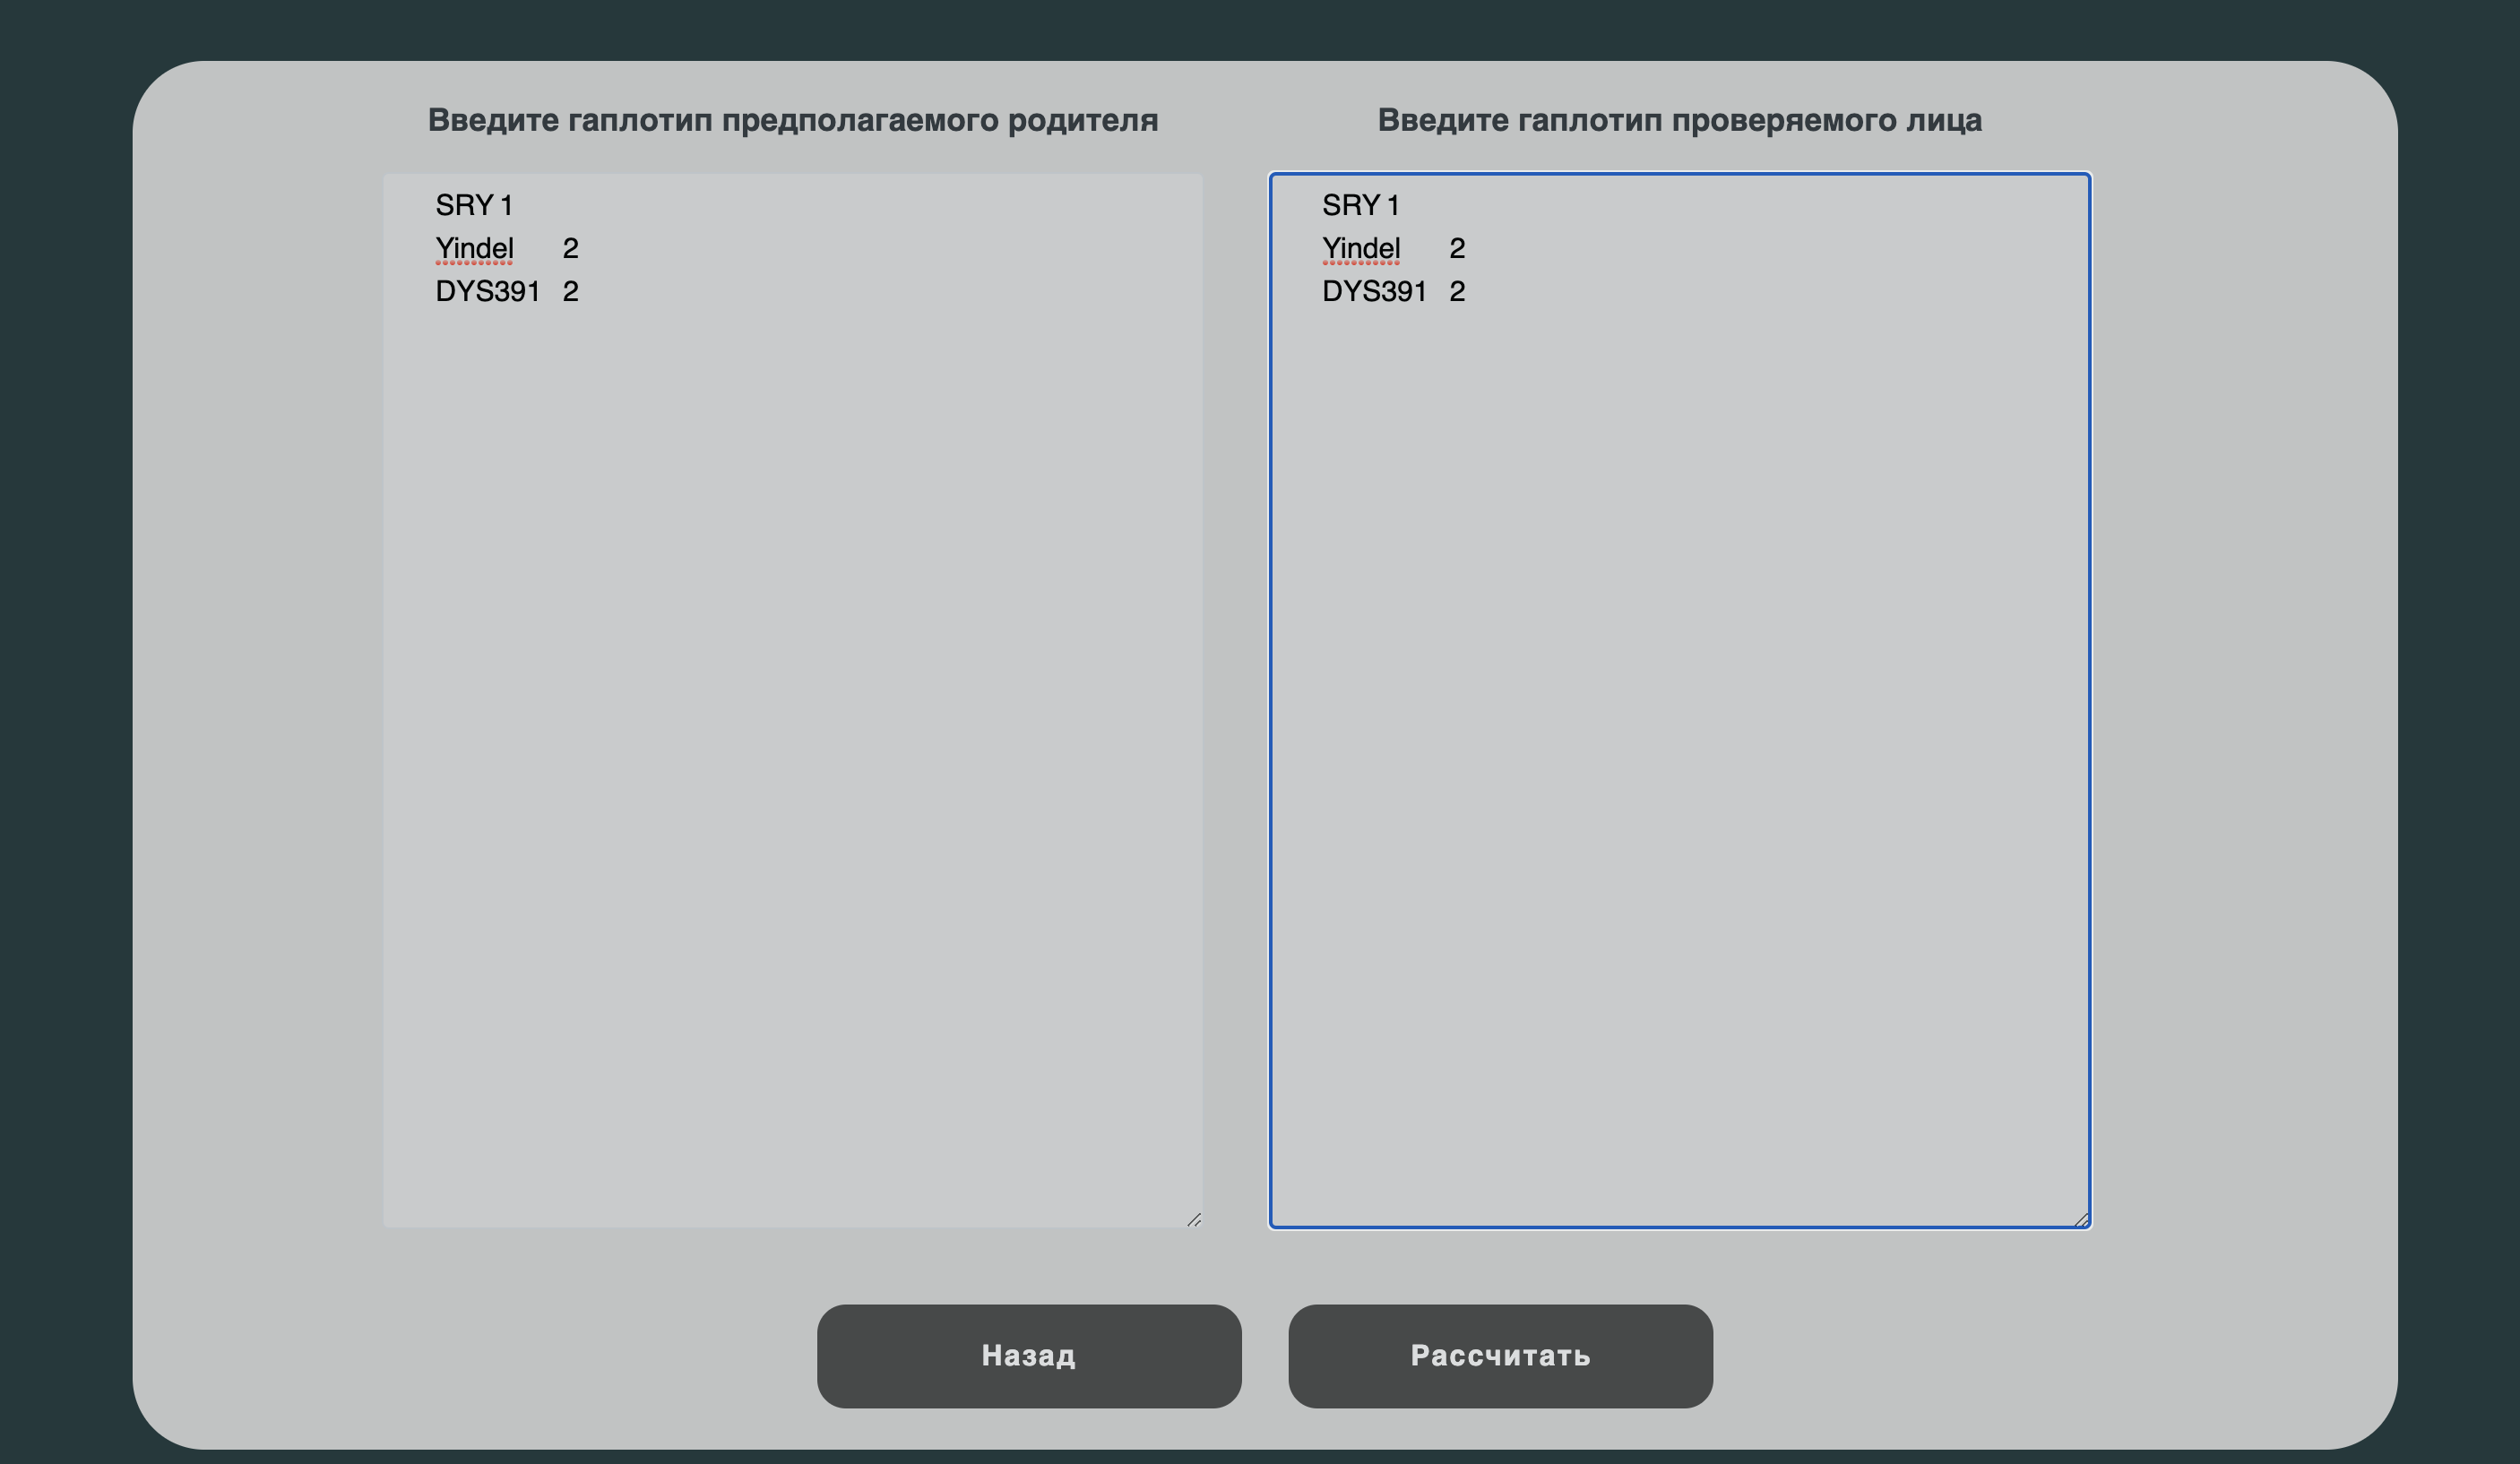 Введите гаплотип предполагаемого родителя
SRY 1
Yindel 2
DYS391 2
Введите гаплотип проверяемого лица
SRY 1
Yindel 2
DYS391 2
Назад
Рассчитать